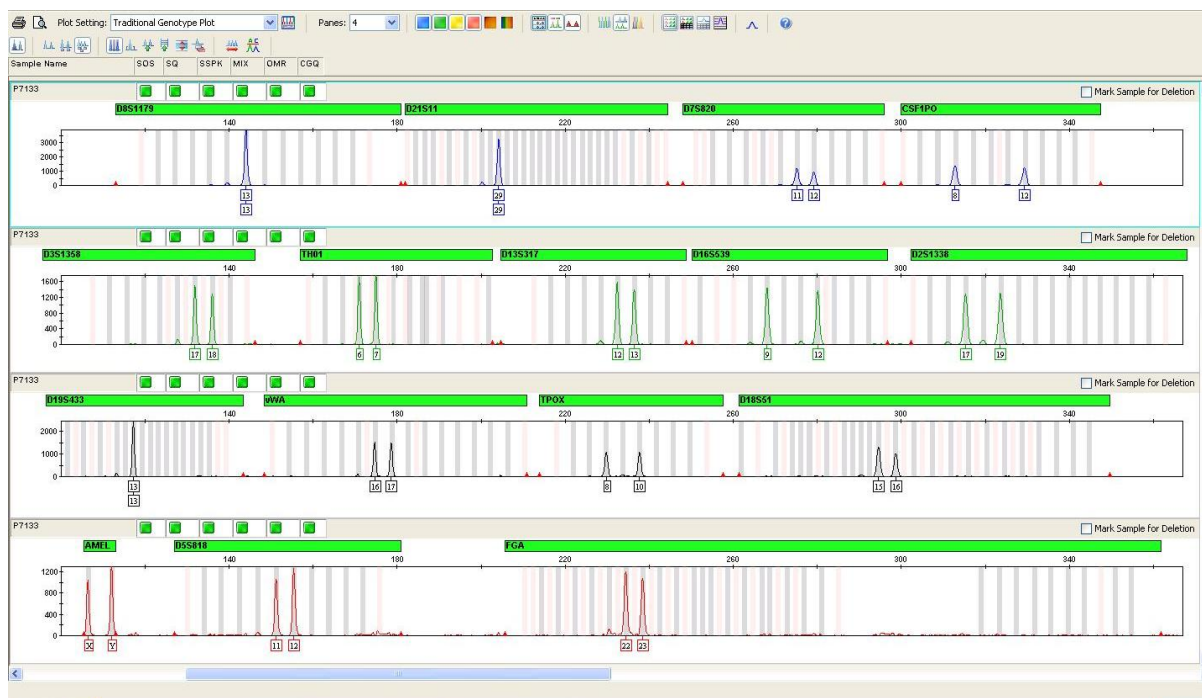 Plot Setting: Traditional Genotype Plot Panes: 4
Sample Name SOS SQ SSPK MIX OMR CGQ
P7133 Mark Sample for Deletion
D8S1179 D21S11 D7S820 CSF1PO
140 180 220 260 300 340
3000
2000
1000
0
13 29 11 12 8 12
13 29
P7133 Mark Sample for Deletion
D3S1358 TH01 D13S317 D16S539 D2S1338
140 180 220 260 300 340
1600
1200
800
400
0
17 18 6 7 12 13 9 12 17 19
P7133 Mark Sample for Deletion
D19S433 vWA TPOX D18S51
140 180 220 260 300 340
2000
1000
0
13 16 17 8 10 15 16
13
P7133 Mark Sample for Deletion
AMEL D5S818 FGA
140 180 220 260 300 340
1200
800
400
0
X Y 11 12 22 23